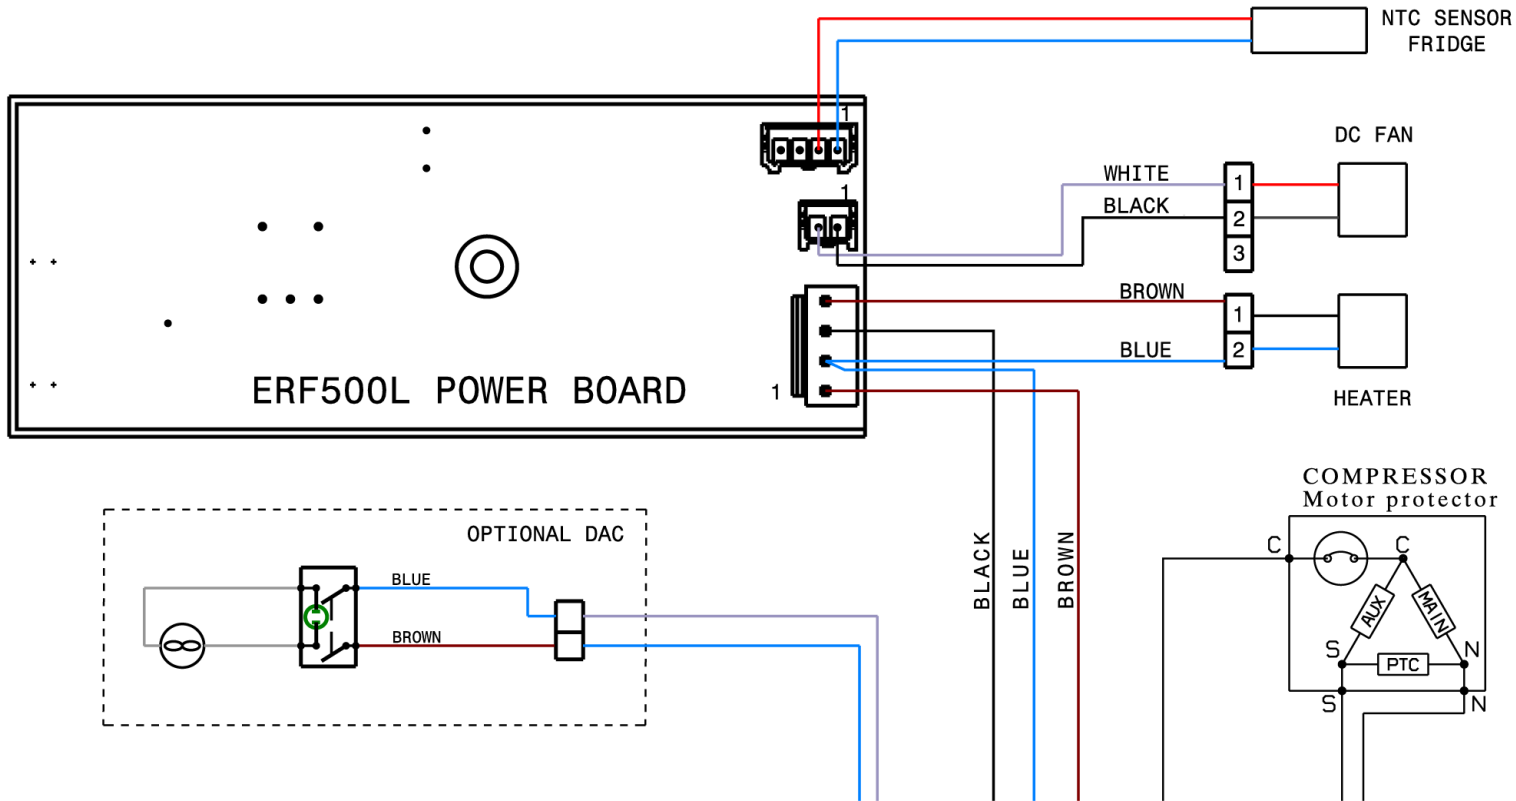 NTC SENSOR
FRIDGE
1
DC FAN
WHITE
1
1
BLACK
2
3
BROWN
1
BLUE
2
ERF500L POWER BOARD
1
HEATER
COMPRESSOR
Motor protector
OPTIONAL DAC
C
C
BLUE
BLACK
BLUE
BROWN
AUX
MAIN
BROWN
S
PTC
N
S
N